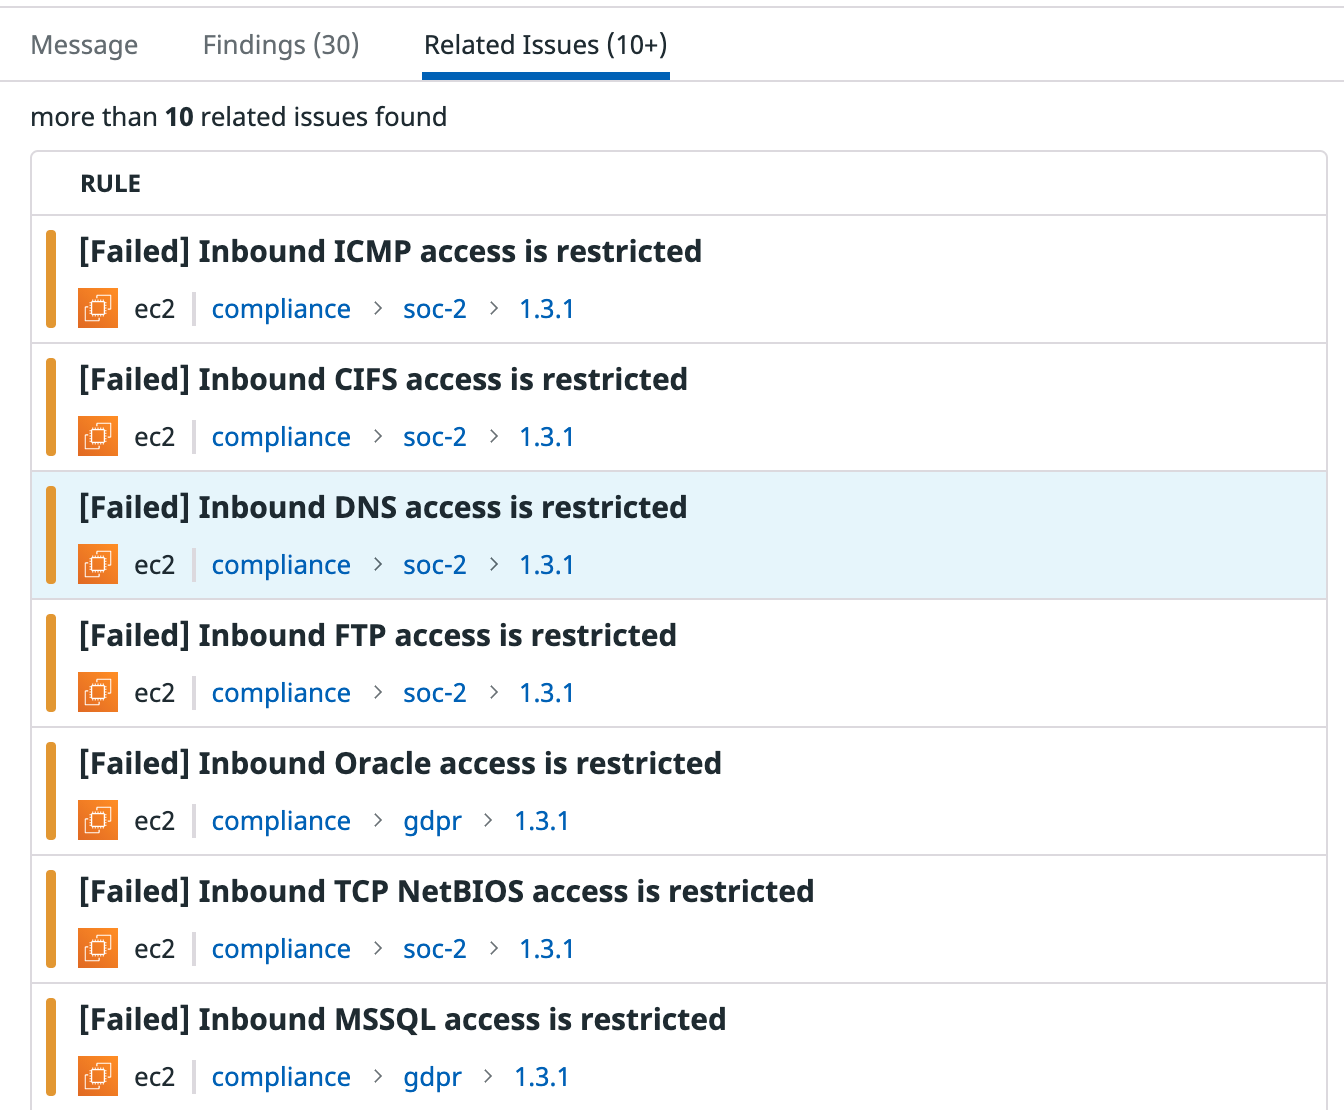 Message Findings (30) Related Issues (10+)
more than 10 related issues found
RULE
[Failed] Inbound ICMP access is restricted
ec2 compliance > soc-2 > 1.3.1
[Failed] Inbound CIFS access is restricted
ec2 compliance > soc-2 > 1.3.1
[Failed] Inbound DNS access is restricted
ec2 compliance > soc-2 > 1.3.1
[Failed] Inbound FTP access is restricted
ec2 compliance > soc-2 > 1.3.1
[Failed] Inbound Oracle access is restricted
ec2 compliance > gdpr > 1.3.1
[Failed] Inbound TCP NetBIOS access is restricted
ec2 compliance > soc-2 > 1.3.1
[Failed] Inbound MSSQL access is restricted
ec2 compliance > gdpr > 1.3.1